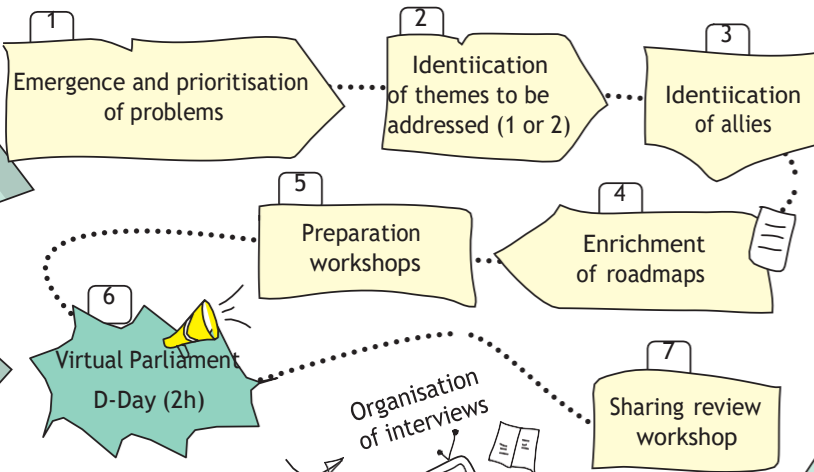 1
Emergence and prioritisation
of problems
2
Identiication
of themes to be
addressed (1 or 2)
3
Identiication
of allies
4
Enrichment
of roadmaps
5
Preparation
workshops
6
Virtual Parliament
D-Day (2h)
7
Sharing review
workshop
Organisation
of interviews